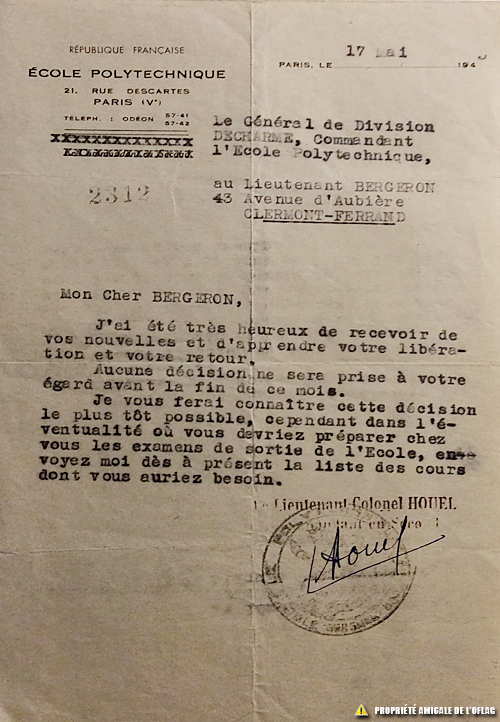 RÉPUBLIQUE FRANÇAISE
ÉCOLE POLYTECHNIQUE
21, RUE DESCARTES
PARIS (Vᵉ)
TÉLÉPH. : ODÉON 57-41
57-42
17 Mai
PARIS, LE 194
Le Général de Division
DECHARME, Commandant
l'Ecole Polytechnique,
2312
au Lieutenant BERGERON
43 Avenue d'Aubière
CLERMONT-FERRAND
Mon Cher BERGERON,
J'ai été très heureux de recevoir de
vos nouvelles et d'apprendre votre libéra-
tion et votre retour.
Aucune décision ne sera prise à votre
égard avant la fin de ce mois.
Je vous ferai connaître cette décision
le plus tôt possible, cependant dans l'é-
ventualité où vous devriez préparer chez
vous les examens de sortie de l'Ecole, en-
voyez moi dès à présent la liste des cours
dont vous auriez besoin.
Le Lieutenant-Colonel HOUEL
en
Houel
PROPRIÉTÉ AMIGALE DE L'OFLAG